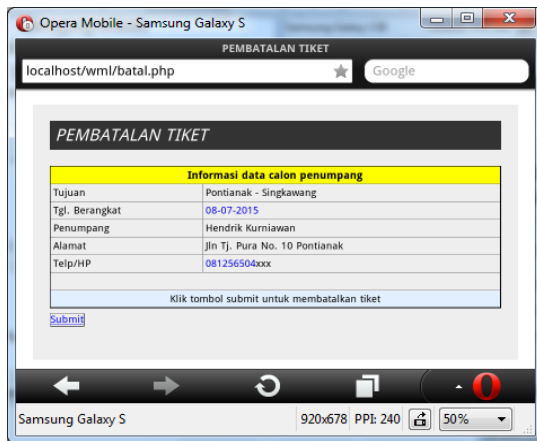 Opera Mobile - Samsung Galaxy S
PEMBATALAN TIKET
localhost/wml/batal.php
Google
PEMBATALAN TIKET
Informasi data calon penumpang
Tujuan Pontianak - Singkawang
Tgl. Berangkat 08-07-2015
Penumpang Hendrik Kurniawan
Alamat Jln Tj. Pura No. 10 Pontianak
Telp/HP 081256504xxx
Klik tombol submit untuk membatalkan tiket
Submit
Samsung Galaxy S 920x678 PPI: 240 50%